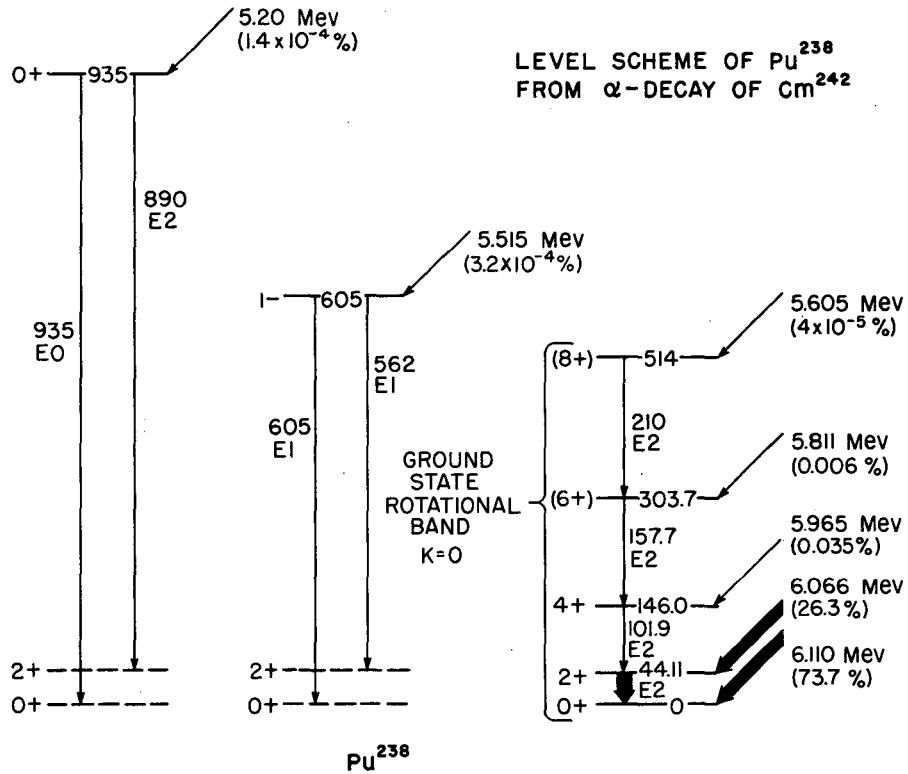 LEVEL SCHEME OF Pu²³⁸
FROM α-DECAY OF Cm²⁴²
5.20 Mev
(1.4 x 10⁻⁴ %)
0+
935
890
E2
935
E0
2+
0+
5.515 Mev
(3.2X10⁻⁴%)
1-
605
562
E1
605
E1
2+
0+
GROUND
STATE
ROTATIONAL
BAND
K=0
5.605 Mev
(4x10⁻⁵ %)
(8+)
514
210
E2
5.811 Mev
(0.006 %)
(6+)
303.7
157.7
E2
5.965 Mev
(0.035%)
4+
146.0
101.9
E2
6.066 Mev
(26.3%)
2+
44.11
E2
6.110 Mev
(73.7 %)
0+
0
Pu²³⁸